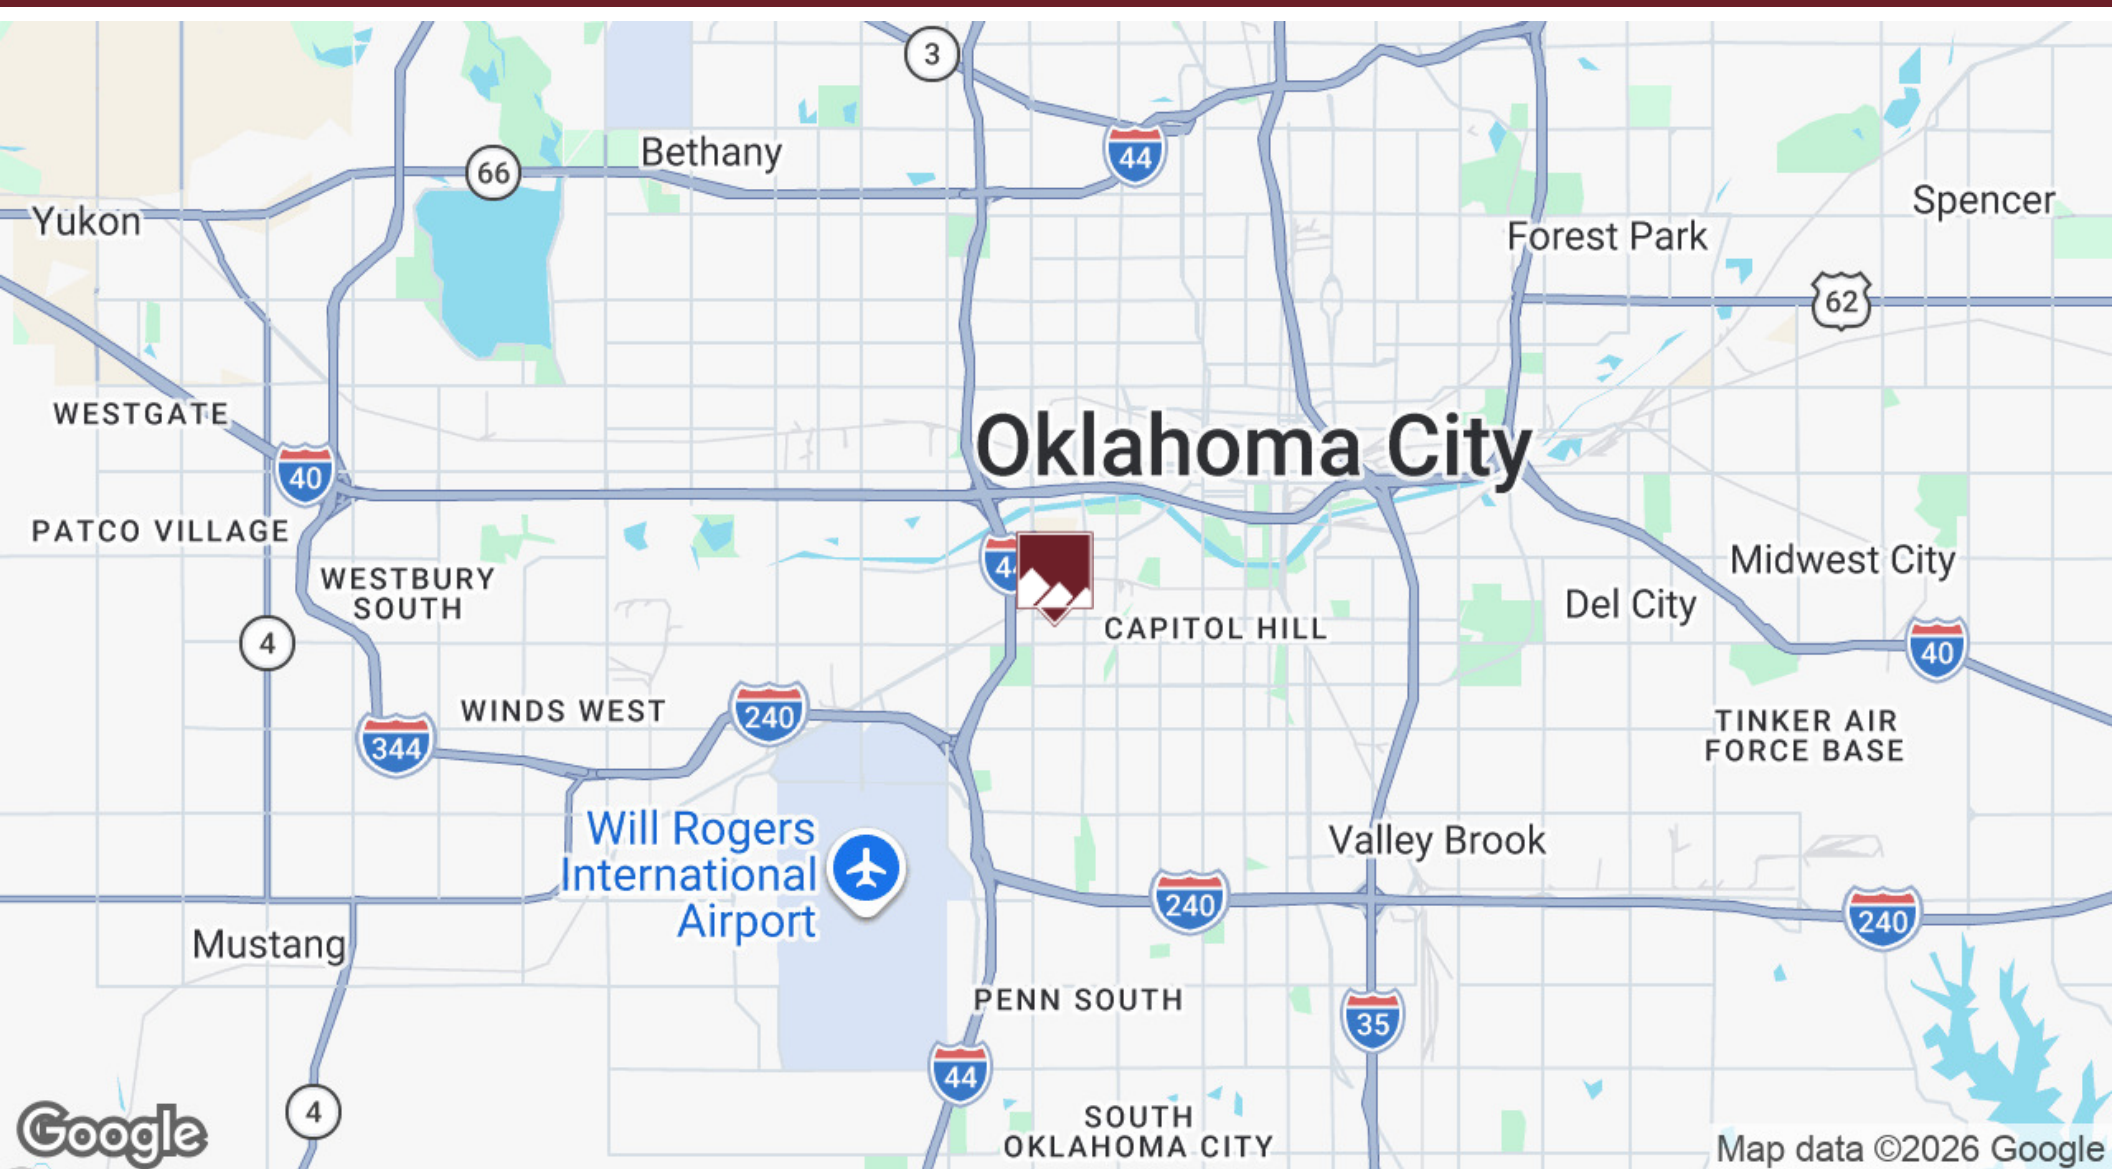 3
44
66
Bethany
Yukon
Spencer
Forest Park
62
WESTGATE
Oklahoma City
40
PATCO VILLAGE
WESTBURY
SOUTH
Midwest City
Del City
CAPITOL HILL
4
40
WINDS WEST
240
344
TINKER AIR
FORCE BASE
Will Rogers
International
Airport
Valley Brook
240
240
Mustang
PENN SOUTH
35
44
4
SOUTH
OKLAHOMA CITY
Google
Map data ©2026 Google